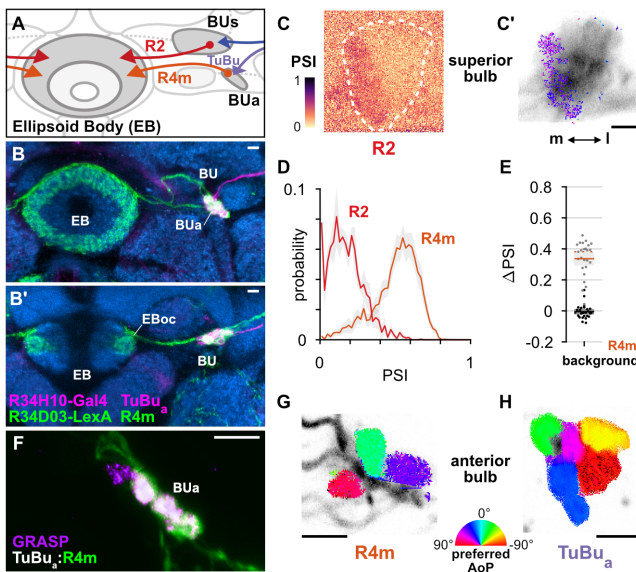 A
BUs
R2
TuBu
R4m
BUa
Ellipsoid Body (EB)
B
BU
EB
BUa
B'
EBoc
EB
BU
R34H10-Gal4 TuBu a
R34D03-LexA R4m
F
BUa
GRASP
TuBu a:R4m
C
PSI
1
0
R2
superior
bulb
C'
m l
D
0.1
R2
R4m
probability
0
0
PSI
1
E
0.8
0.6
0.4
0.2
0
-0.2
ΔPSI
R4m
background
G
R4m
anterior
bulb
0°
90° -90°
preferred
AoP
H
TuBu a